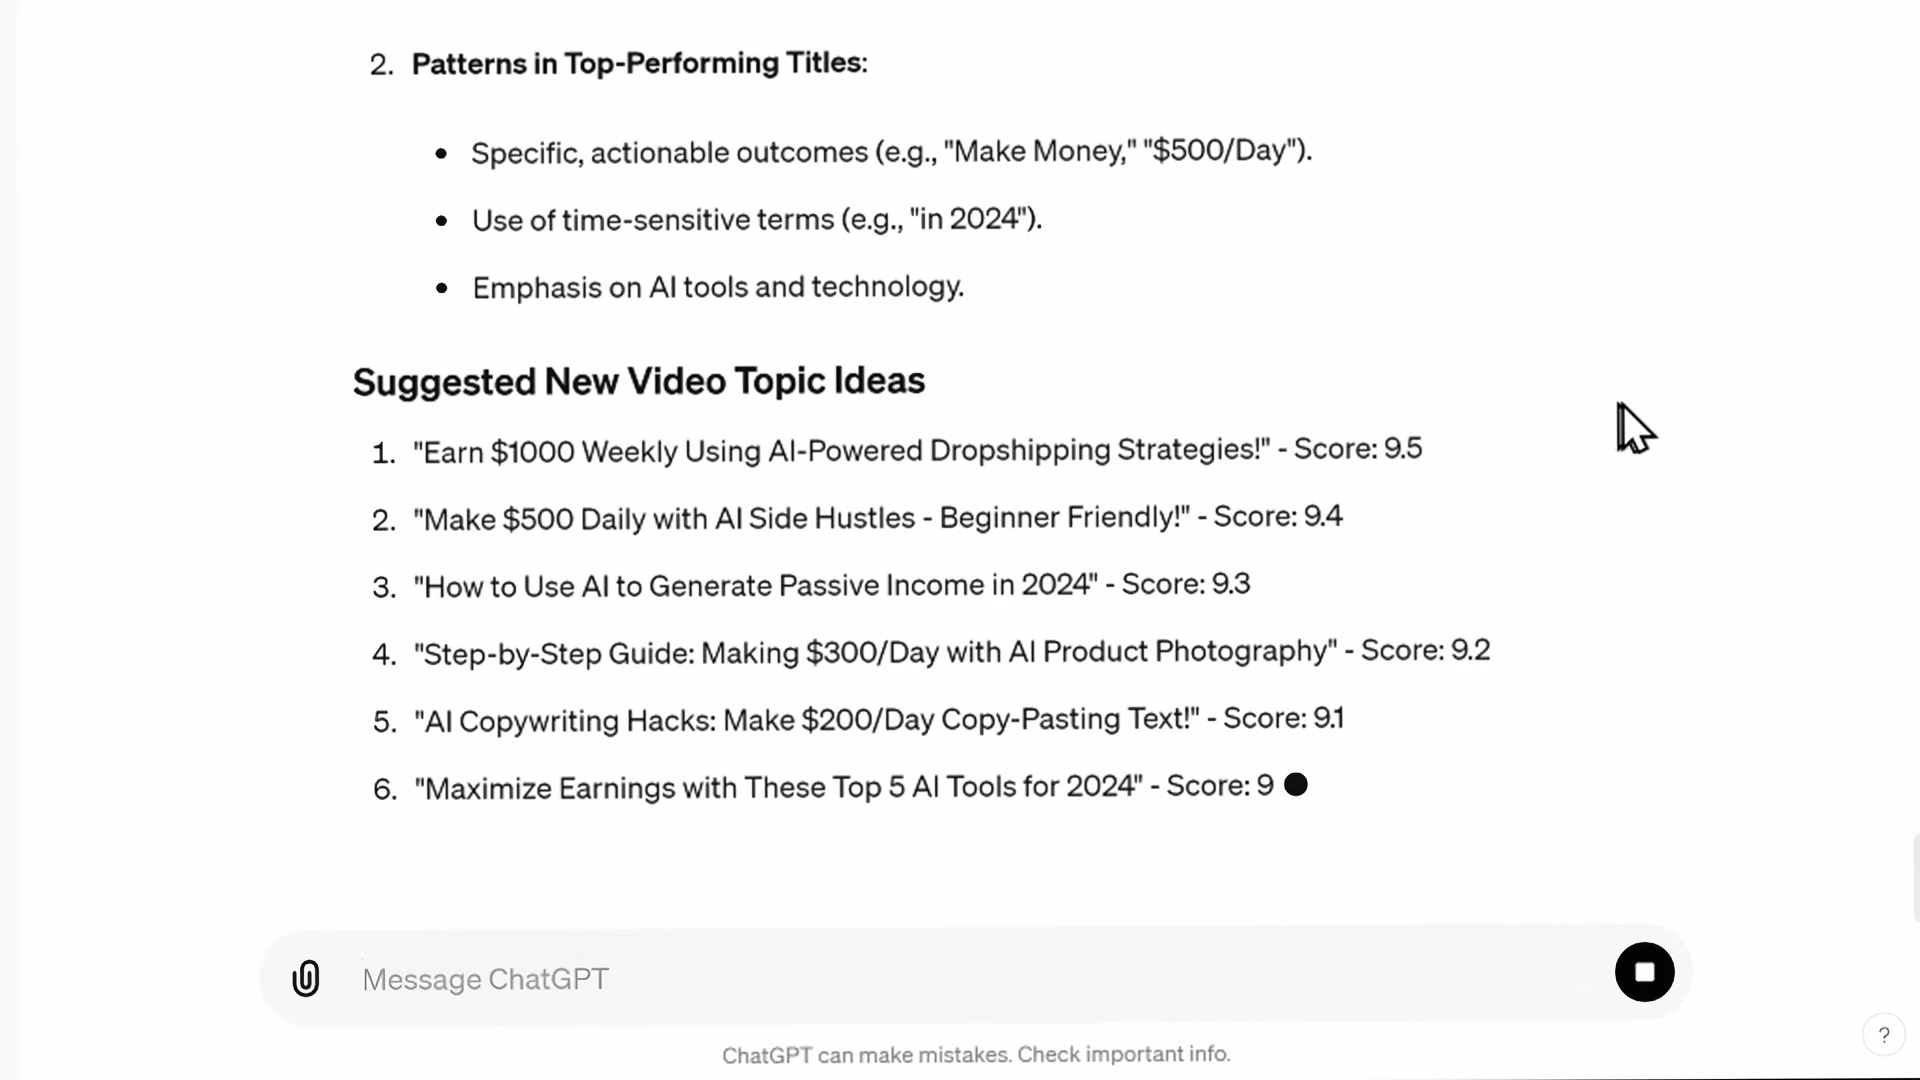 2. Patterns in Top-Performing Titles:
• Specific, actionable outcomes (e.g., "Make Money," "$500/Day").
• Use of time-sensitive terms (e.g., "in 2024").
• Emphasis on AI tools and technology.
Suggested New Video Topic Ideas
1. "Earn $1000 Weekly Using AI-Powered Dropshipping Strategies!" - Score: 9.5
2. "Make $500 Daily with AI Side Hustles - Beginner Friendly!" - Score: 9.4
3. "How to Use AI to Generate Passive Income in 2024" - Score: 9.3
4. "Step-by-Step Guide: Making $300/Day with AI Product Photography" - Score: 9.2
5. "AI Copywriting Hacks: Make $200/Day Copy-Pasting Text!" - Score: 9.1
6. "Maximize Earnings with These Top 5 AI Tools for 2024" - Score: 9
Message ChatGPT
ChatGPT can make mistakes. Check important info.
?